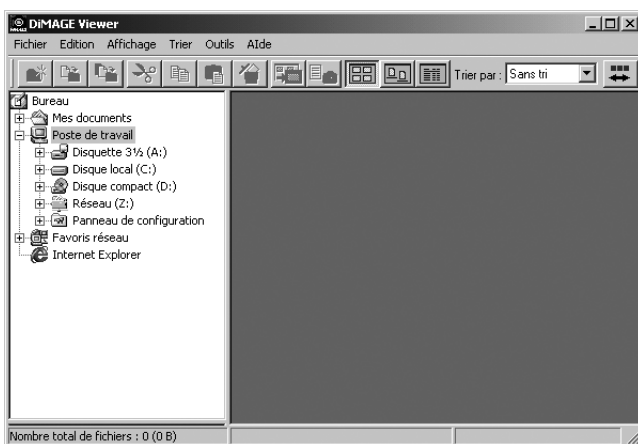 DiMAGE Viewer
Fichier Edition Affichage Trier Outils AIde
Trier par : Sans tri
Bureau
Mes documents
Poste de travail
Disquette 3½ (A:)
Disque local (C:)
Disque compact (D:)
Réseau (Z:)
Panneau de configuration
Favoris réseau
Internet Explorer
Nombre total de fichiers : 0 (0 B)